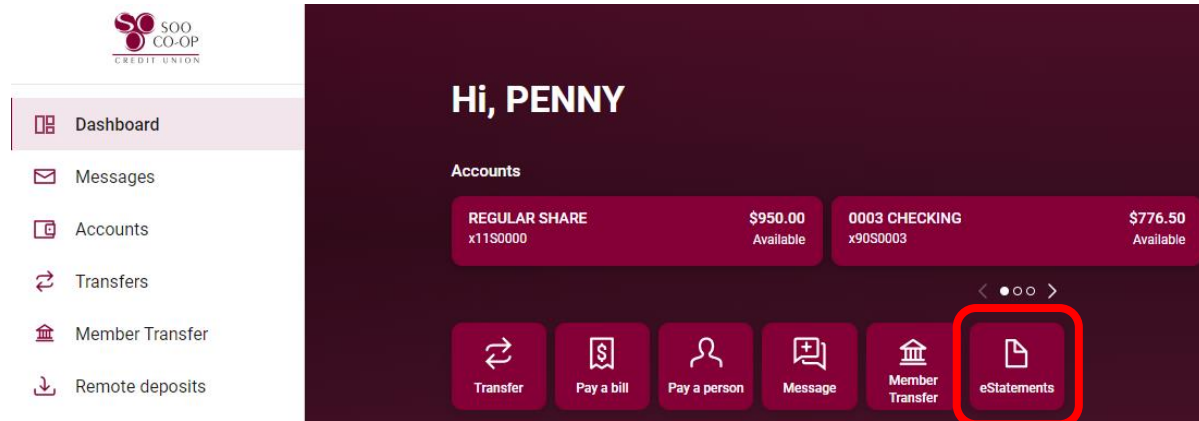 SOO
CO-OP
CREDIT UNION
Dashboard
Messages
Accounts
Transfers
Member Transfer
Remote deposits
Hi, PENNY
Accounts
REGULAR SHARE $950.00
x11S0000 Available
0003 CHECKING $776.50
x90S0003 Available
Transfer
Pay a bill
Pay a person
Message
Member
Transfer
eStatements